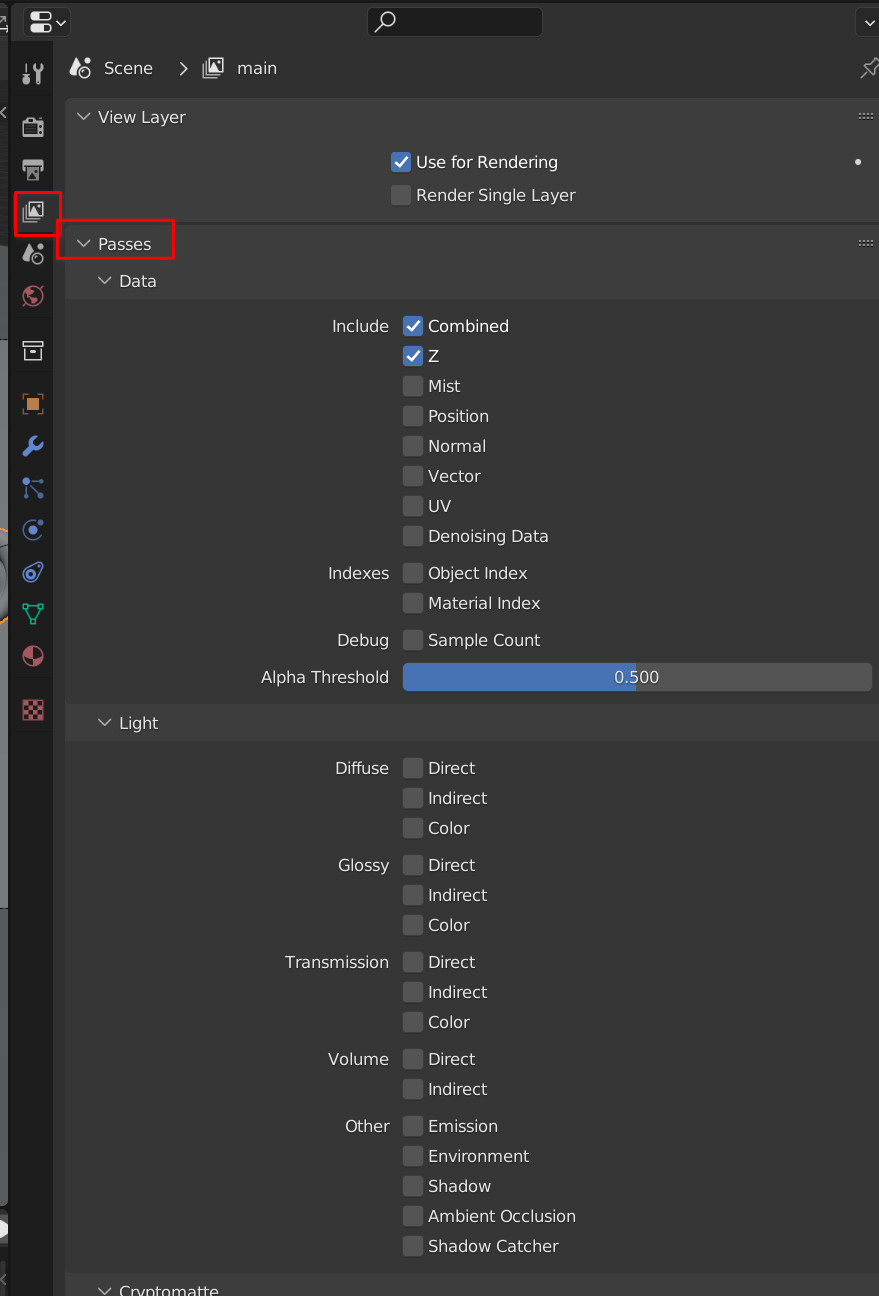 Scene main
View Layer
Use for Rendering
Render Single Layer
Passes
Data
Include Combined
Z
Mist
Position
Normal
Vector
UV
Denoising Data
Indexes Object Index
Material Index
Debug Sample Count
Alpha Threshold 0.500
Light
Diffuse Direct
Indirect
Color
Glossy Direct
Indirect
Color
Transmission Direct
Indirect
Color
Volume Direct
Indirect
Other Emission
Environment
Shadow
Ambient Occlusion
Shadow Catcher
Cryptomatte